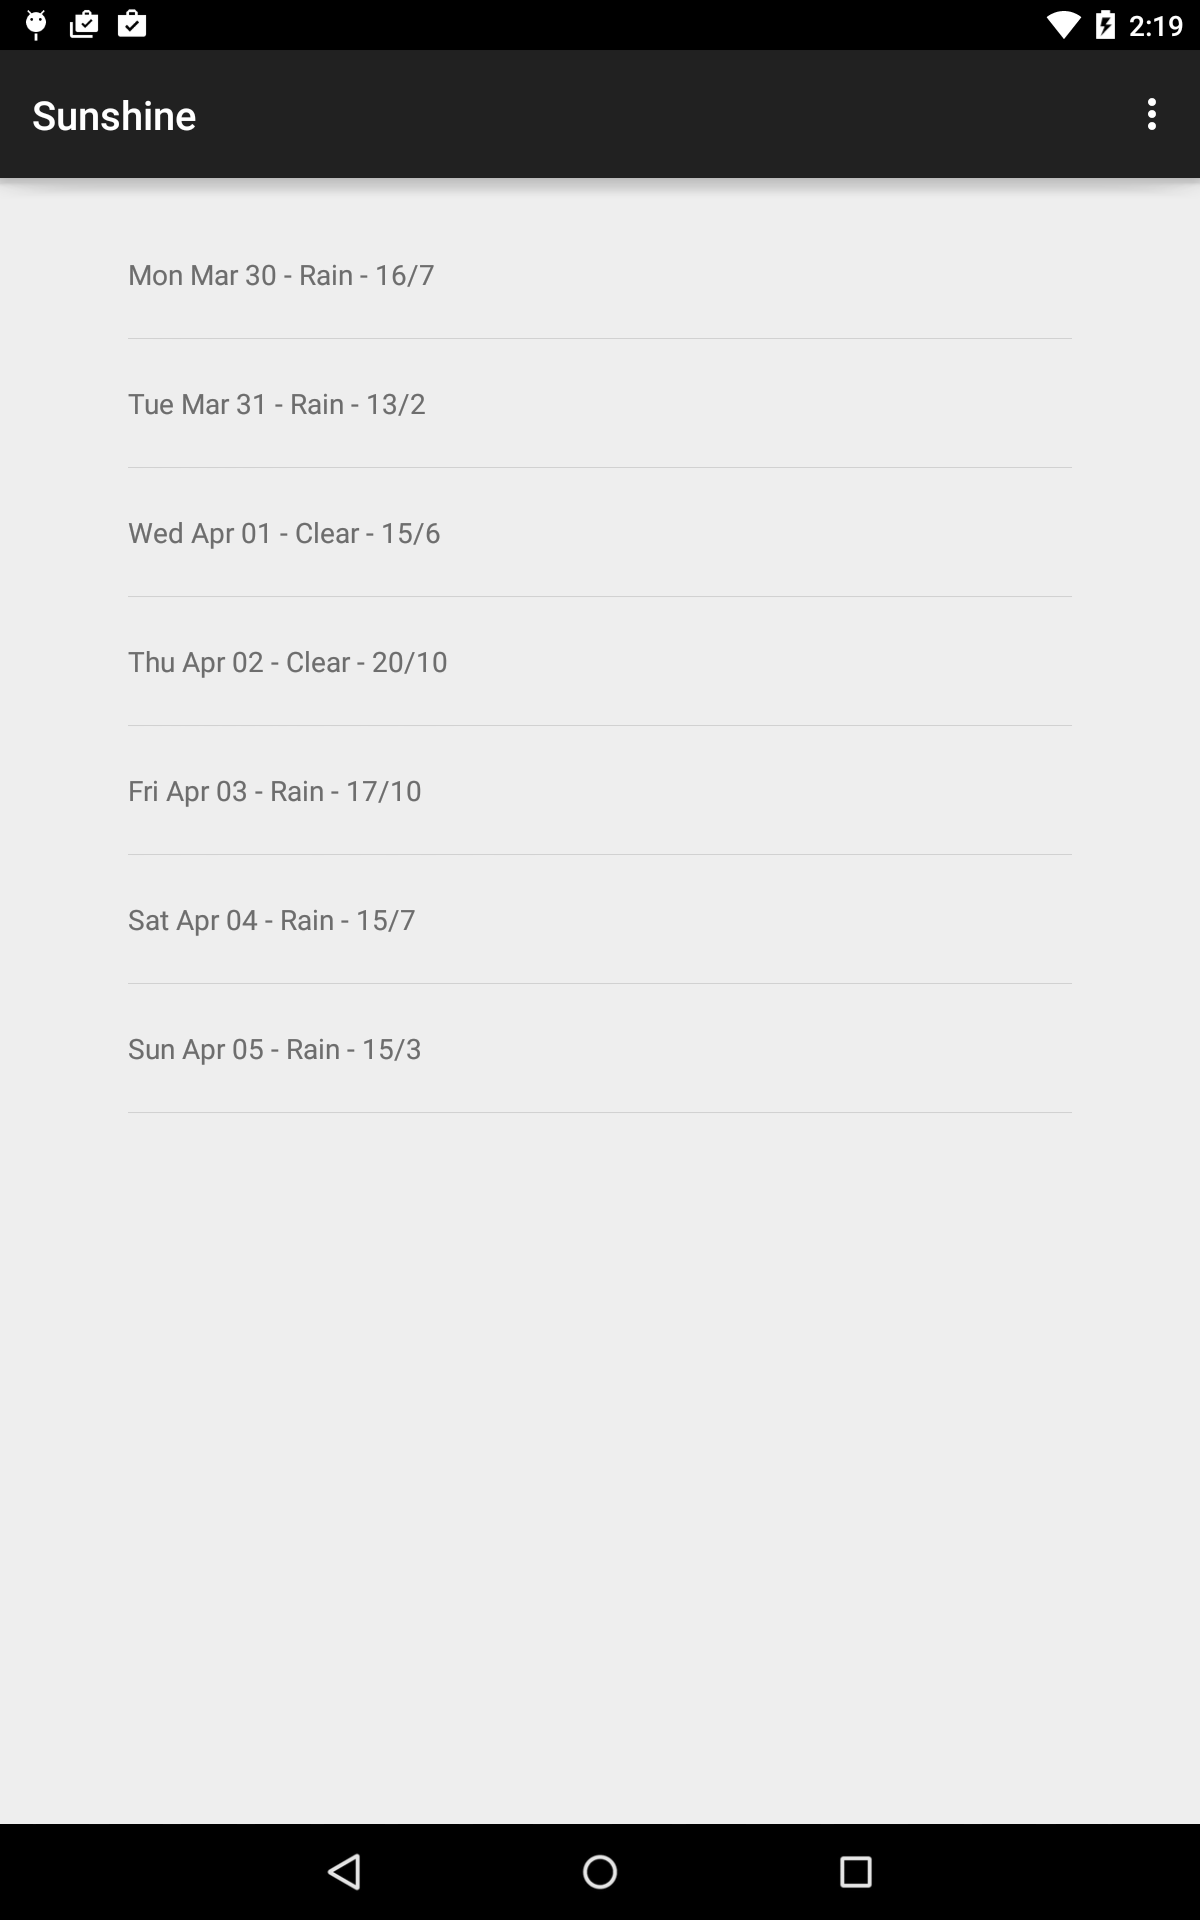 2:19
Sunshine
Mon Mar 30 - Rain - 16/7
Tue Mar 31 - Rain - 13/2
Wed Apr 01 - Clear - 15/6
Thu Apr 02 - Clear - 20/10
Fri Apr 03 - Rain - 17/10
Sat Apr 04 - Rain - 15/7
Sun Apr 05 - Rain - 15/3